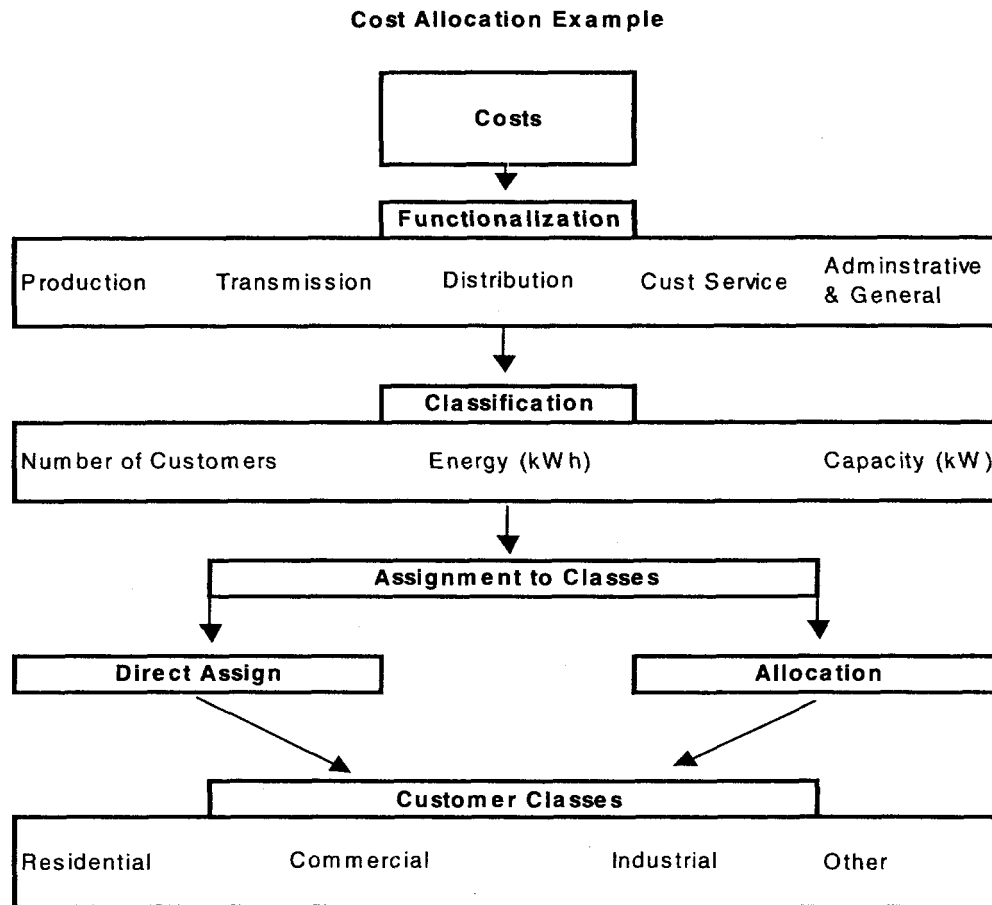 Cost Allocation Example
Costs
Functionalization
Production Transmission Distribution Cust Service Adminstrative
& General
Classification
Number of Customers Energy (kWh) Capacity (kW)
Assignment to Classes
Direct Assign Allocation
Customer Classes
Residential Commercial Industrial Other